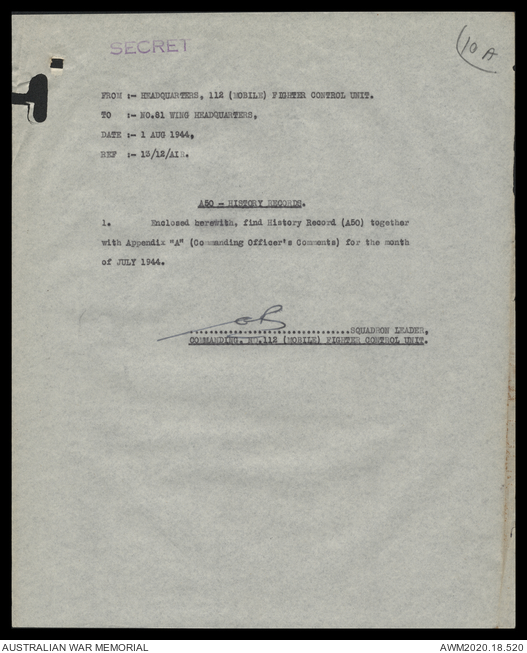 SECRET
10A
FROM :- HEADQUARTERS, 112 (MOBILE) FIGHTER CONTROL UNIT.
TO :- NO.81 WING HEADQUARTERS,
DATE :- 1 AUG 1944,
REF :- 13/12/AIR.
A50 - HISTORY RECORDS.
1. Enclosed herewith, find History Record (A50) together
with Appendix "A" (Commanding Officer's Comments) for the month
of JULY 1944.
...................................SQUADRON LEADER,
COMMANDING, NO.112 (MOBILE) FIGHTER CONTROL UNIT.
AUSTRALIAN WAR MEMORIAL AWM2020.18.520